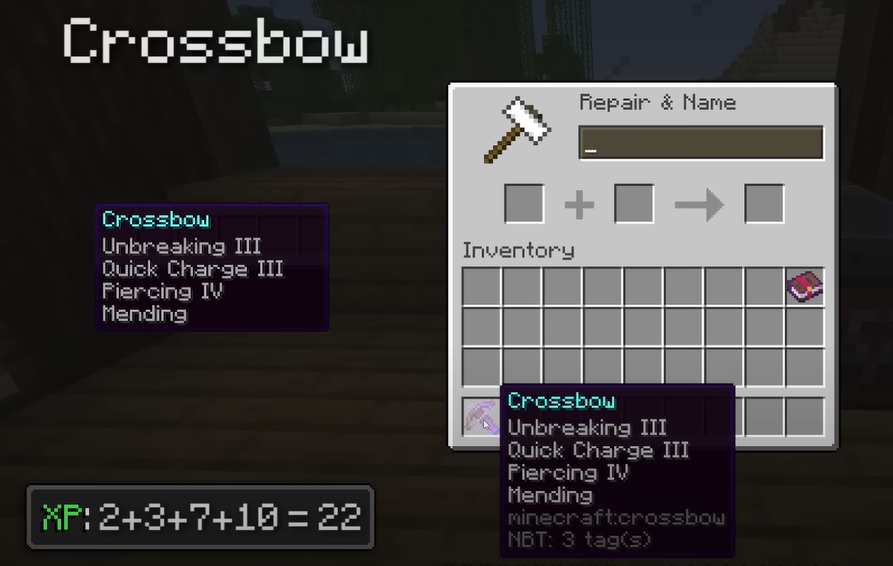 Crossbow
Repair & Name
_
Crossbow
Unbreaking III
Quick Charge III
Piercing IV
Mending
Inventory
Crossbow
Unbreaking III
Quick Charge III
Piercing IV
Mending
minecraft:crossbow
NBT: 3 tag(s)
XP: 2+3+7+10 = 22